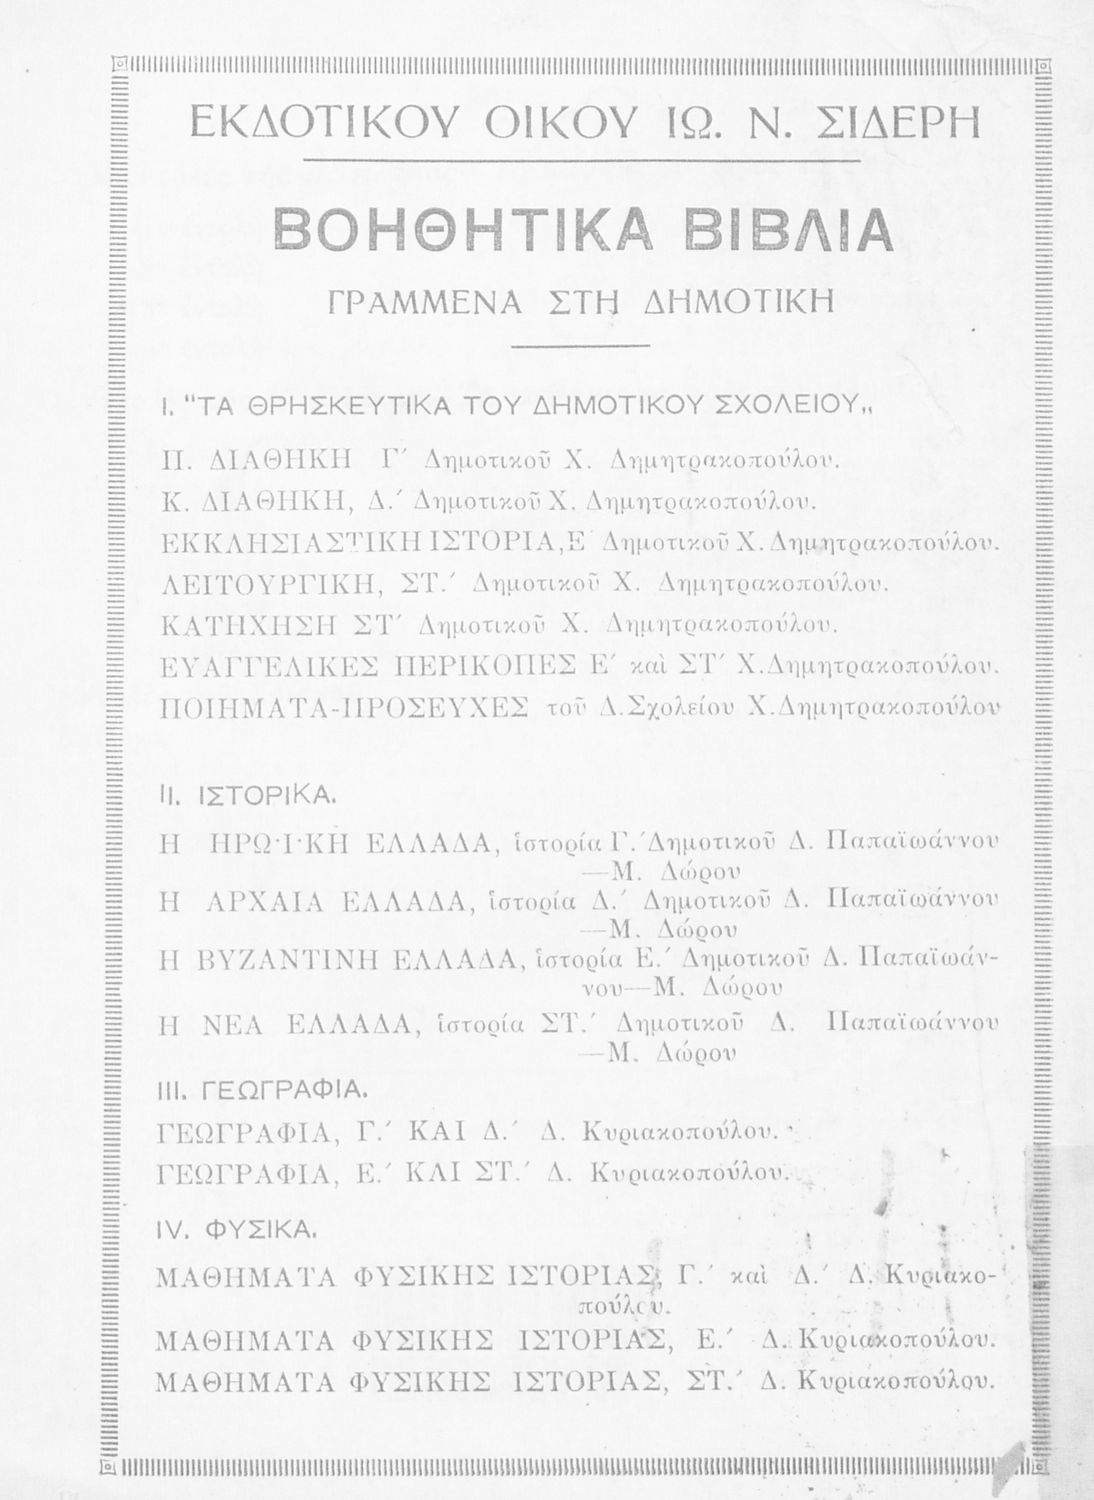 ΕΚΔΟΤΙΚΟΥ ΟΙΚΟΥ ΙΩ. Ν. ΣΙΔΕΡΗ
ΒΟΗΘΗΤΙΚΑ ΒΙΒΛΙΑ
ΓΡΑΜΜΕΝΑ ΣΤΗ ΔΗΜΟΤΙΚΗ
I. "ΤΑ ΘΡΗΣΚΕΥΤΙΚΑ ΤΟΥ ΔΗΜΟΤΙΚΟΥ ΣΧΟΛΕΙΟΥ„
Π. ΔΙΑΘΗΚΗ Γ΄ Δημοτικοῦ Χ. Δημητρακοπούλου.
Κ. ΔΙΑΘΗΚΗ, Δ.΄ Δημοτικοῦ Χ. Δημητρακοπούλου.
ΕΚΚΛΗΣΙΑΣΤΙΚΗ ΙΣΤΟΡΙΑ, Ε΄ Δημοτικοῦ Χ. Δημητρακοπούλου.
ΛΕΙΤΟΥΡΓΙΚΗ, ΣΤ.΄ Δημοτικοῦ Χ. Δημητρακοπούλου.
ΚΑΤΗΧΗΣΗ ΣΤ΄ Δημοτικοῦ Χ. Δημητρακοπούλου.
ΕΥΑΓΓΕΛΙΚΕΣ ΠΕΡΙΚΟΠΕΣ Ε΄ καὶ ΣΤ΄ Χ. Δημητρακοπούλου.
ΠΟΙΗΜΑΤΑ-ΠΡΟΣΕΥΧΕΣ τοῦ Δ. Σχολείου Χ. Δημητρακοπούλου
II. ΙΣΤΟΡΙΚΑ.
Η ΗΡΩ·Ι·ΚΗ ΕΛΛΑΔΑ, ἱστορία Γ.΄ Δημοτικοῦ Δ. Παπαϊωάννου
—Μ. Δώρου
Η ΑΡΧΑΙΑ ΕΛΛΑΔΑ, ἱστορία Δ.΄ Δημοτικοῦ Δ. Παπαϊωάννου
—Μ. Δώρου
Η ΒΥΖΑΝΤΙΝΗ ΕΛΛΑΔΑ, ἱστορία Ε.΄ Δημοτικοῦ Δ. Παπαϊωάν-
νου—Μ. Δώρου
Η ΝΕΑ ΕΛΛΑΔΑ, ἱστορία ΣΤ.΄ Δημοτικοῦ Δ. Παπαϊωάννου
—Μ. Δώρου
III. ΓΕΩΓΡΑΦΙΑ.
ΓΕΩΓΡΑΦΙΑ, Γ.΄ ΚΑΙ Δ.΄ Δ. Κυριακοπούλου.
ΓΕΩΓΡΑΦΙΑ, Ε.΄ ΚΑΙ ΣΤ.΄ Δ. Κυριακοπούλου.
IV. ΦΥΣΙΚΑ.
ΜΑΘΗΜΑΤΑ ΦΥΣΙΚΗΣ ΙΣΤΟΡΙΑΣ, Γ.΄ καὶ Δ.΄ Δ. Κυριακο-
πούλου.
ΜΑΘΗΜΑΤΑ ΦΥΣΙΚΗΣ ΙΣΤΟΡΙΑΣ, Ε.΄ Δ. Κυριακοπούλου.
ΜΑΘΗΜΑΤΑ ΦΥΣΙΚΗΣ ΙΣΤΟΡΙΑΣ, ΣΤ.΄ Δ. Κυριακοπούλου.